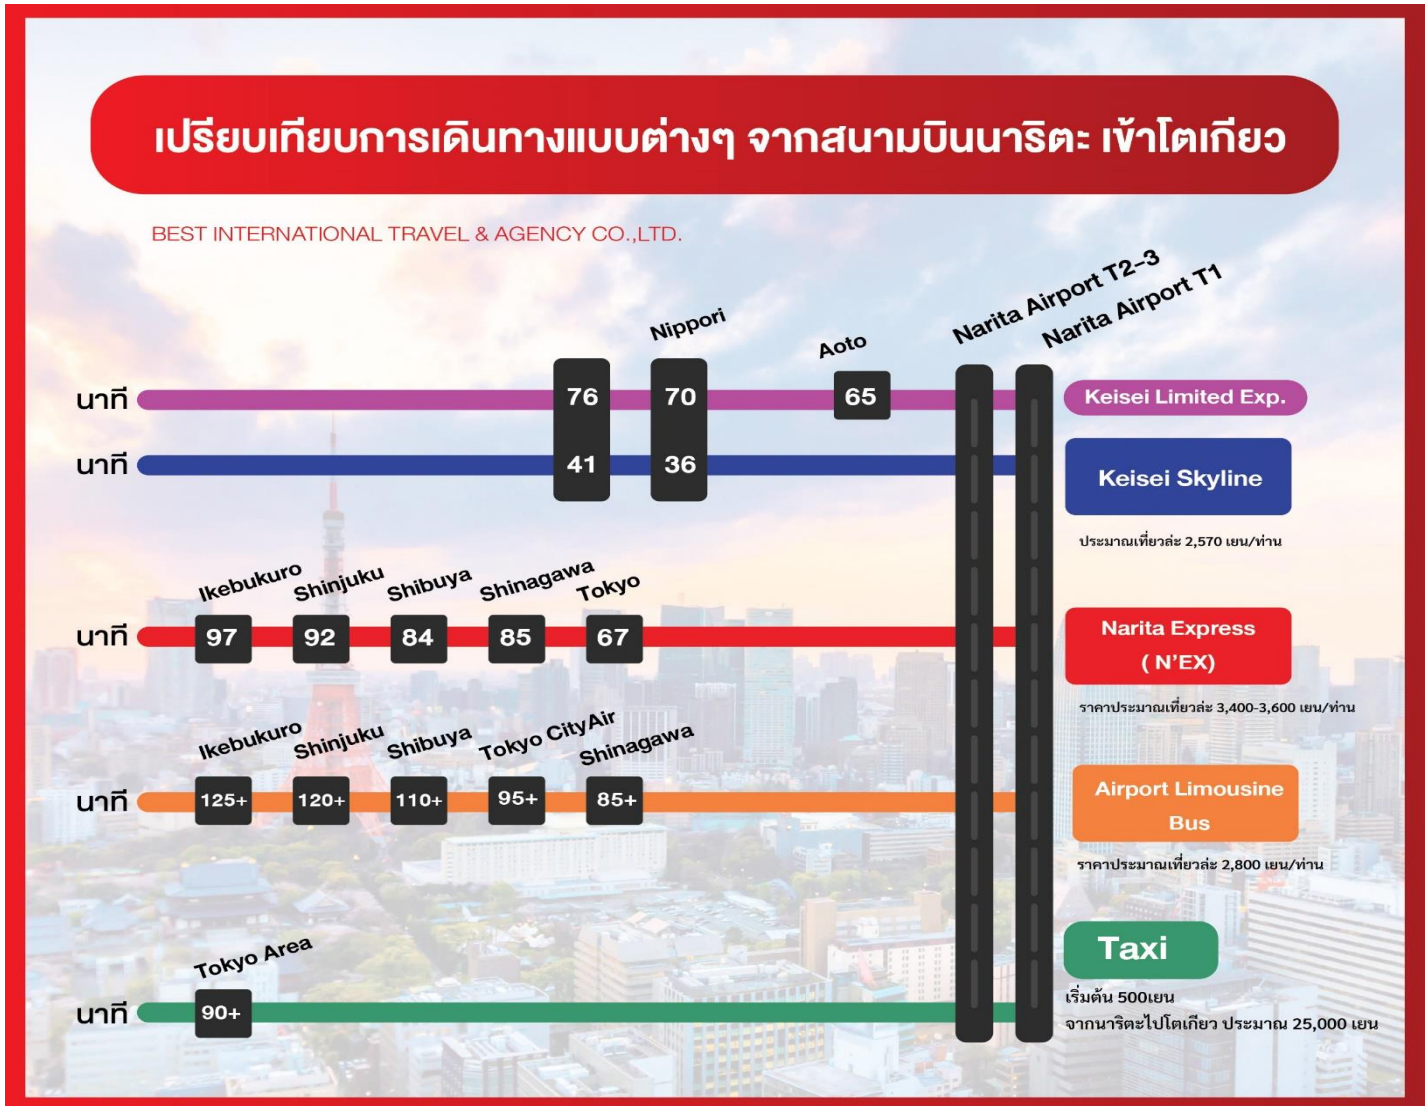 เปรียบเทียบการเดินทางแบบต่างๆ จากสนามบินนาริตะ เข้าโตเกียว
BEST INTERNATIONAL TRAVEL & AGENCY CO.,LTD.
Nippori
Aoto
Narita Airport T2-3
Narita Airport T1
นาที 76 70 65 Keisei Limited Exp.
นาที 41 36 Keisei Skyline
ประมาณเที่ยวล่ะ 2,570 เยน/ท่าน
Ikebukuro Shinjuku Shibuya Shinagawa Tokyo
นาที 97 92 84 85 67
Narita Express
( N'EX)
ราคาประมาณเที่ยวล่ะ 3,400-3,600 เยน/ท่าน
Ikebukuro Shinjuku Shibuya Tokyo CityAir Shinagawa
นาที 125+ 120+ 110+ 95+ 85+
Airport Limousine
Bus
ราคาประมาณเที่ยวล่ะ 2,800 เยน/ท่าน
Tokyo Area
นาที 90+
Taxi
เริ่มต้น 500เยน
จากนาริตะไปโตเกียว ประมาณ 25,000 เยน